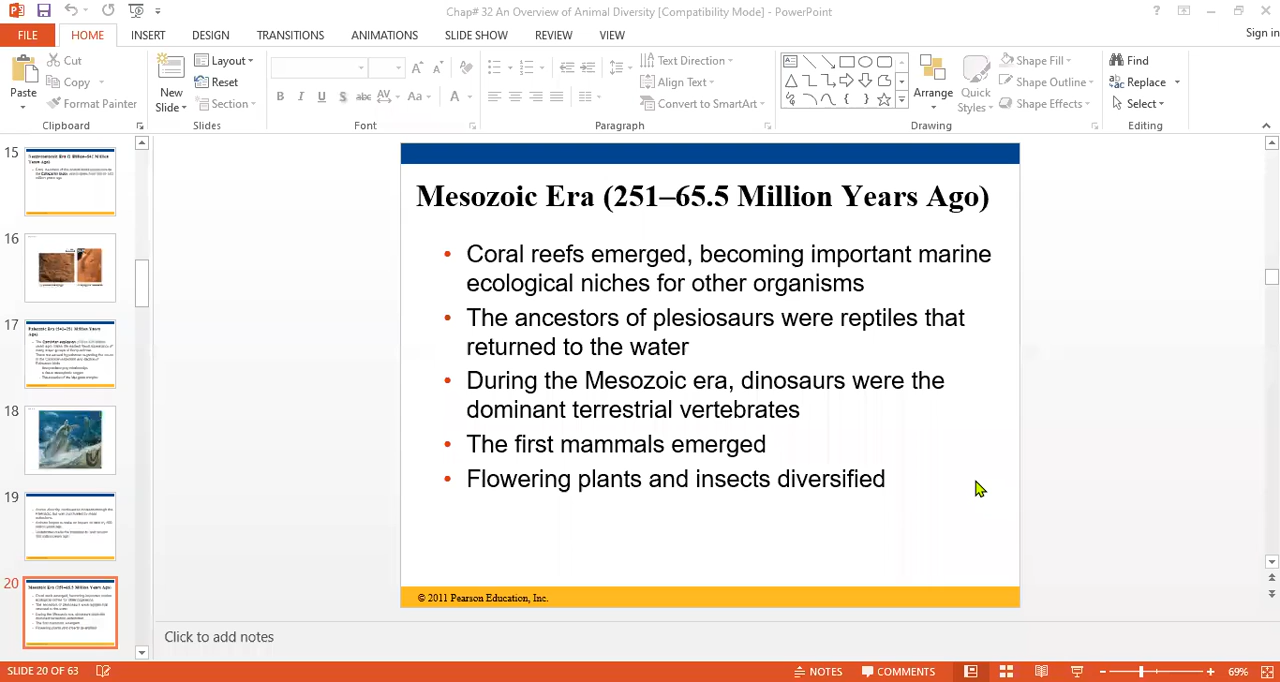 Chap# 32 An Overview of Animal Diversity [Compatibility Mode] - PowerPoint
FILE HOME INSERT DESIGN TRANSITIONS ANIMATIONS SLIDE SHOW REVIEW VIEW
Sign in
Paste
Cut
Copy
Format Painter
Clipboard
New
Slide
Layout
Reset
Section
Slides
B I U S abc AV Aa A
Font
Paragraph
Text Direction
Align Text
Convert to SmartArt
Arrange
Quick
Styles
Shape Fill
Shape Outline
Shape Effects
Drawing
Find
Replace
Select
Editing
15
16
17
18
19
20
Mesozoic Era (251–65.5 Million Years Ago)
• Coral reefs emerged, becoming important marine
ecological niches for other organisms
• The ancestors of plesiosaurs were reptiles that
returned to the water
• During the Mesozoic era, dinosaurs were the
dominant terrestrial vertebrates
• The first mammals emerged
• Flowering plants and insects diversified
© 2011 Pearson Education, Inc.
Click to add notes
SLIDE 20 OF 63
NOTES
COMMENTS
69%